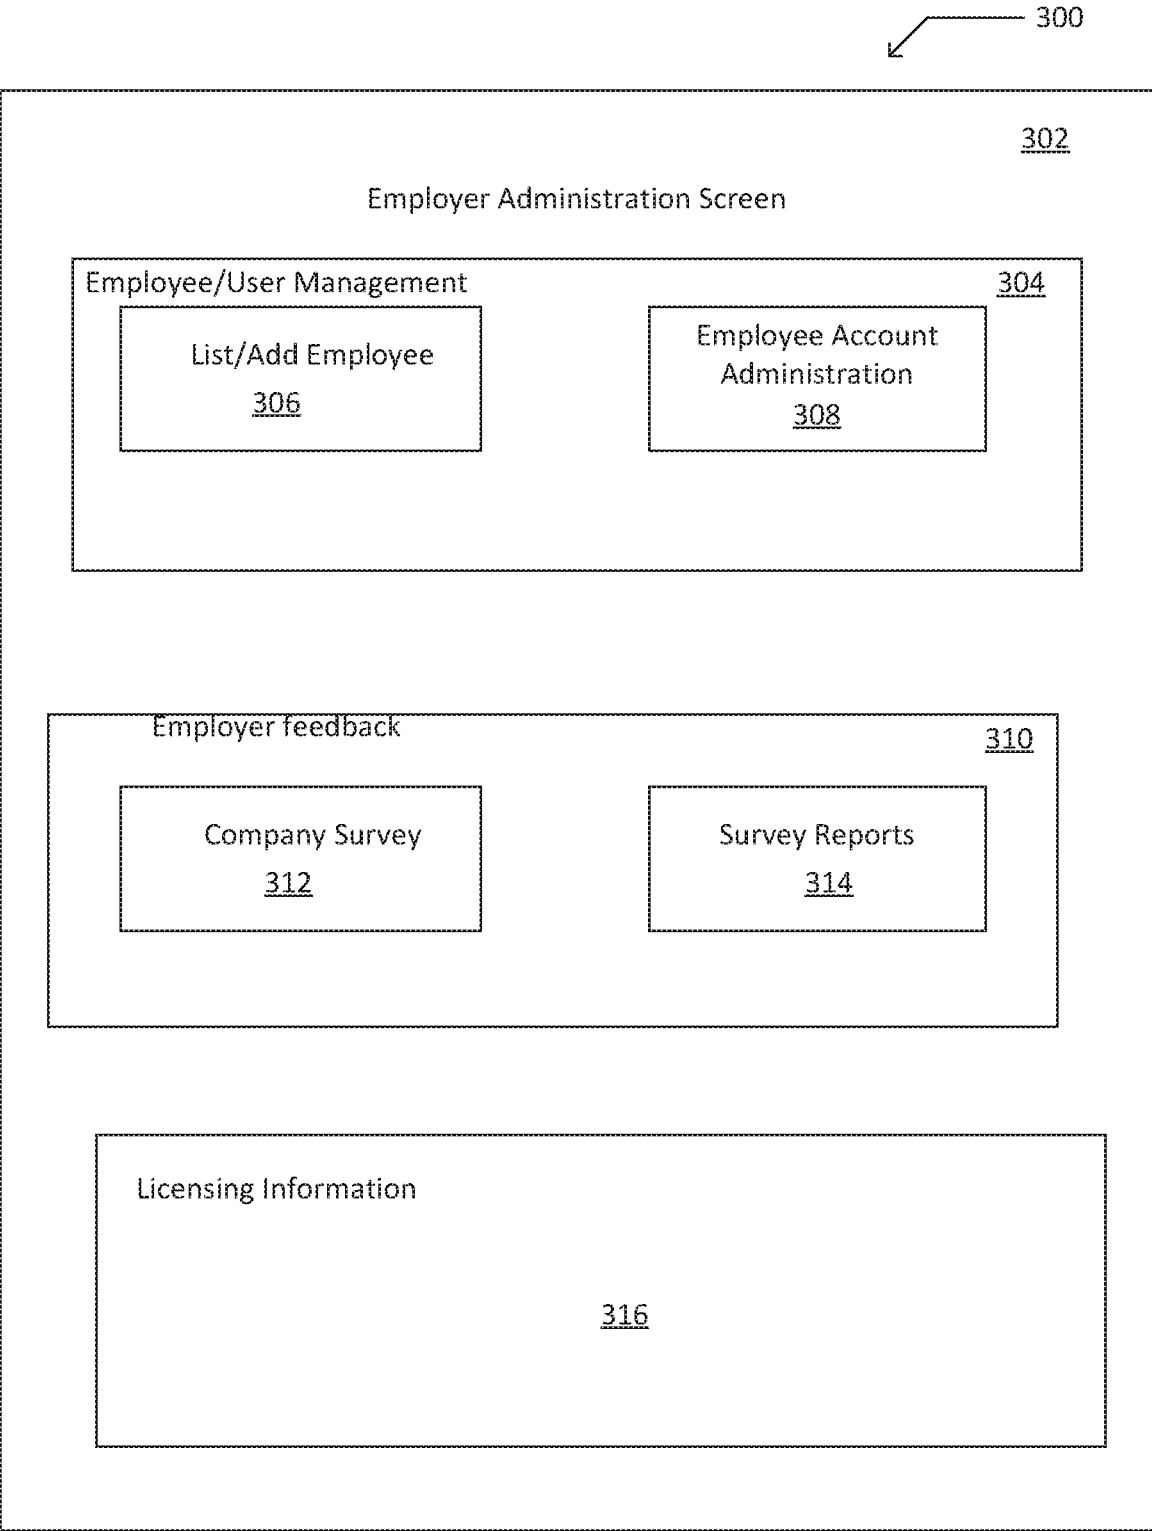 300
302
Employer Administration Screen
Employee/User Management
304
List/Add Employee
306
Employee Account
Administration
308
Employer feedback
310
Company Survey
312
Survey Reports
314
Licensing Information
316